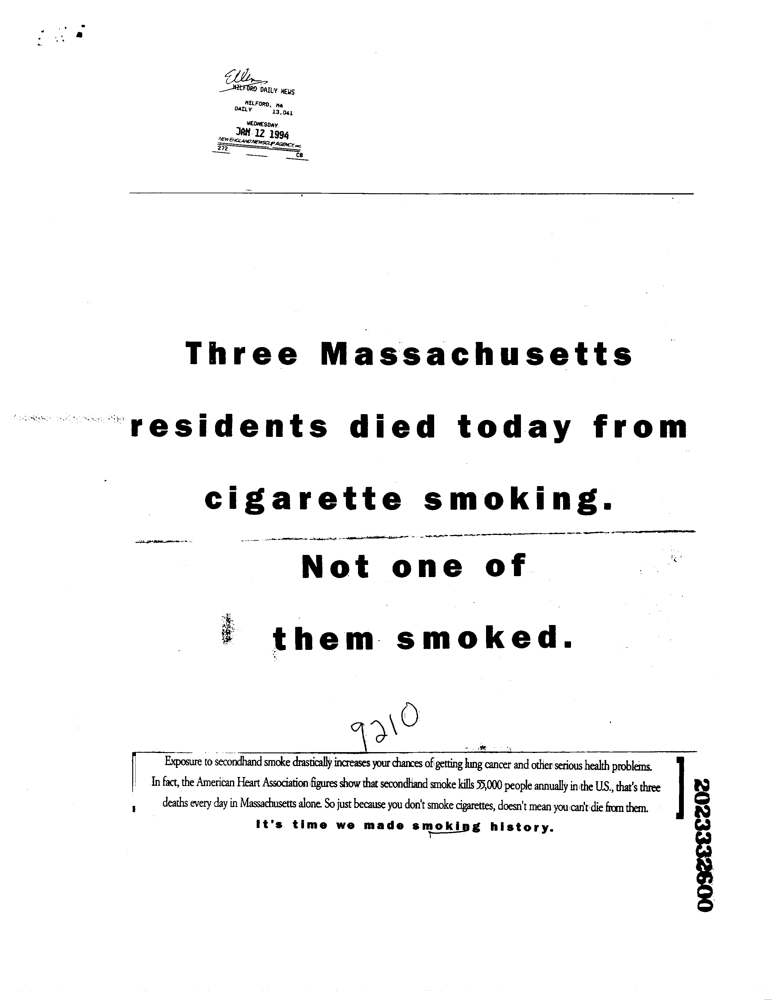 Ellen
MILFORD DAILY NEWS
MILFORD, MA
DAILY 13,041
WEDNESDAY
JAN 12 1994
NEW ENGLAND NEWSCLIP AGENCY INC
272 CB
Three Massachusetts
residents died today from
cigarette smoking.
Not one of
them smoked.
9210
Exposure to secondhand smoke drastically increases your chances of getting lung cancer and other serious health problems.
In fact, the American Heart Association figures show that secondhand smoke kills 55,000 people annually in the U.S., that's three
deaths every day in Massachusetts alone. So just because you don't smoke cigarettes, doesn't mean you can't die from them.
It's time we made smoking history.
2023332600